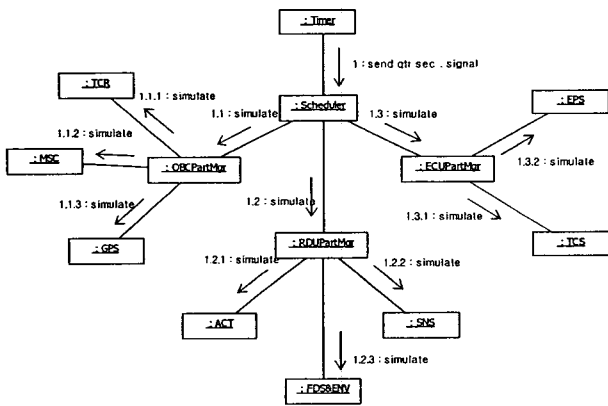 : Timer
1 : send qtr sec . signal
: TCR
1.1.1 : simulate
: Scheduler
: EPS
1.1 : simulate
1.3 : simulate
1.1.2 : simulate
: MSC
: OBCPartMgr
: ECUPartMgr
1.3.2 : simulate
1.1.3 : simulate
1.2 : simulate
1.3.1 : simulate
: GPS
: RDUPartMgr
: TCS
1.2.1 : simulate
1.2.2 : simulate
: ACT
: SNS
1.2.3 : simulate
: FDS&ENV